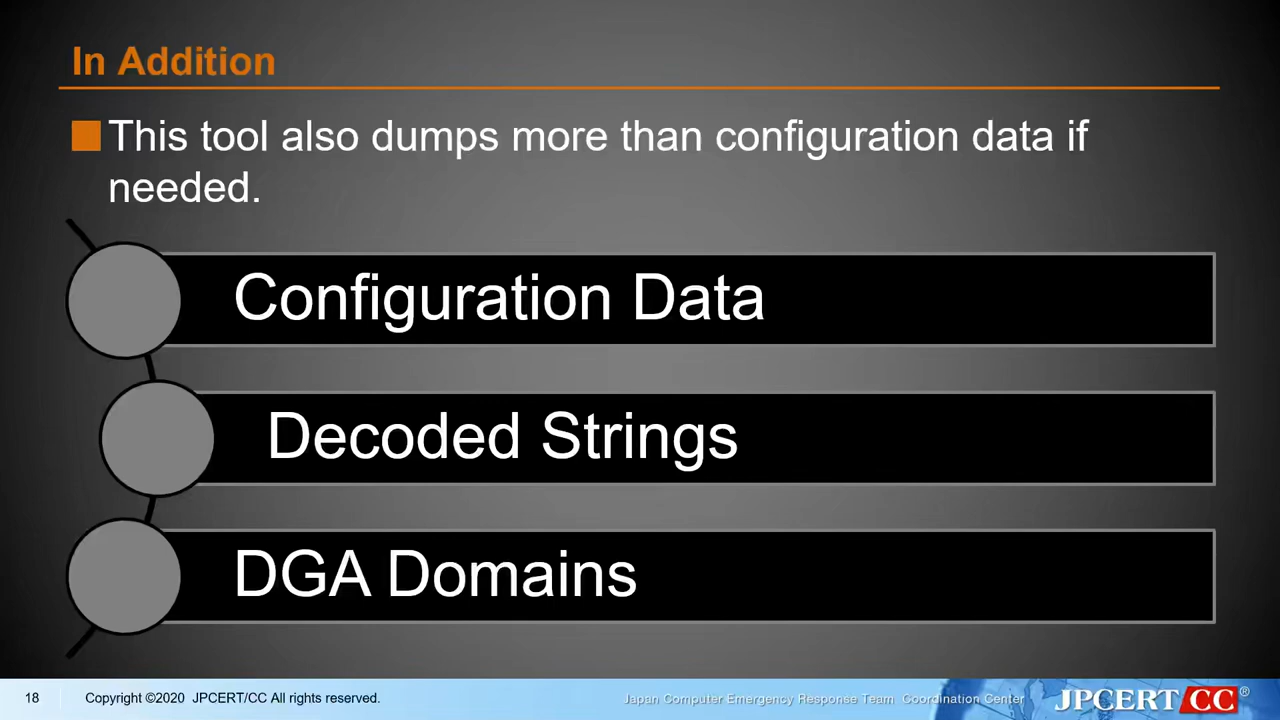 In Addition
This tool also dumps more than configuration data if
needed.
Configuration Data
Decoded Strings
DGA Domains
18 Copyright ©2020 JPCERT/CC All rights reserved. Japan Computer Emergency Response Team Coordination Center JPCERT CC®